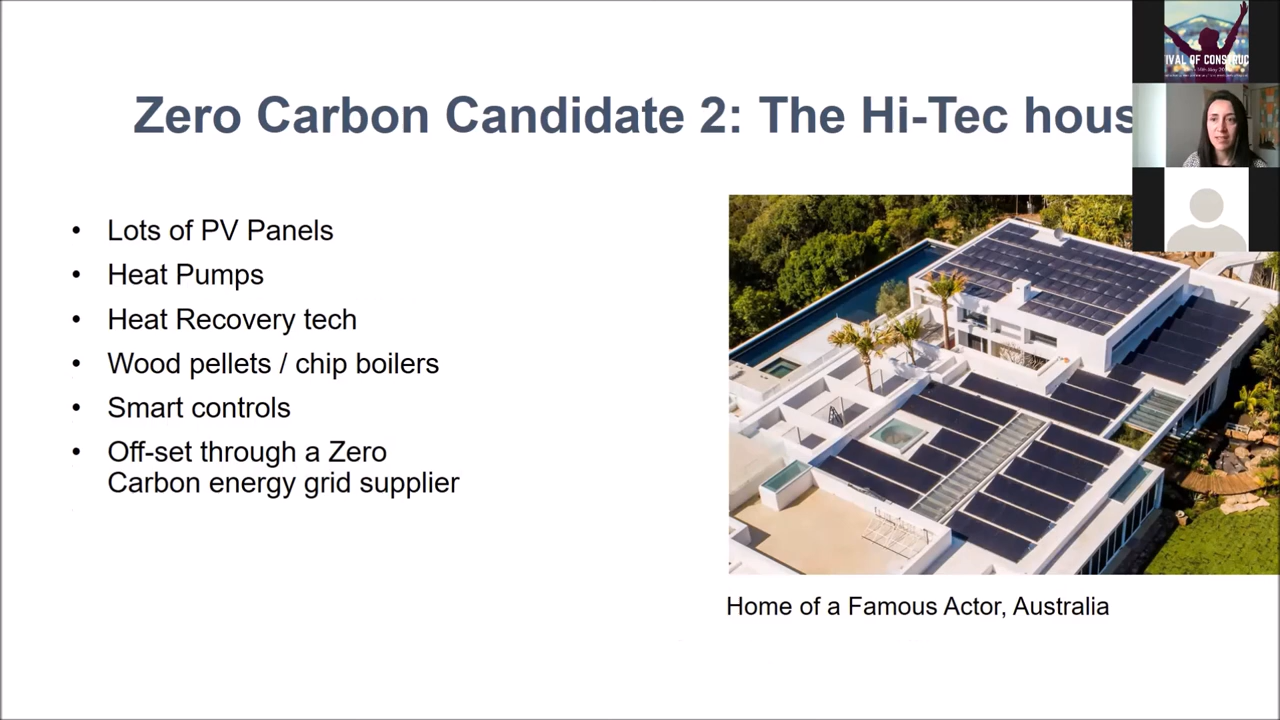 Zero Carbon Candidate 2: The Hi-Tec hous
IVAL OF CONSTRUC
• Lots of PV Panels
• Heat Pumps
• Heat Recovery tech
• Wood pellets / chip boilers
• Smart controls
• Off-set through a Zero
Carbon energy grid supplier
Home of a Famous Actor, Australia